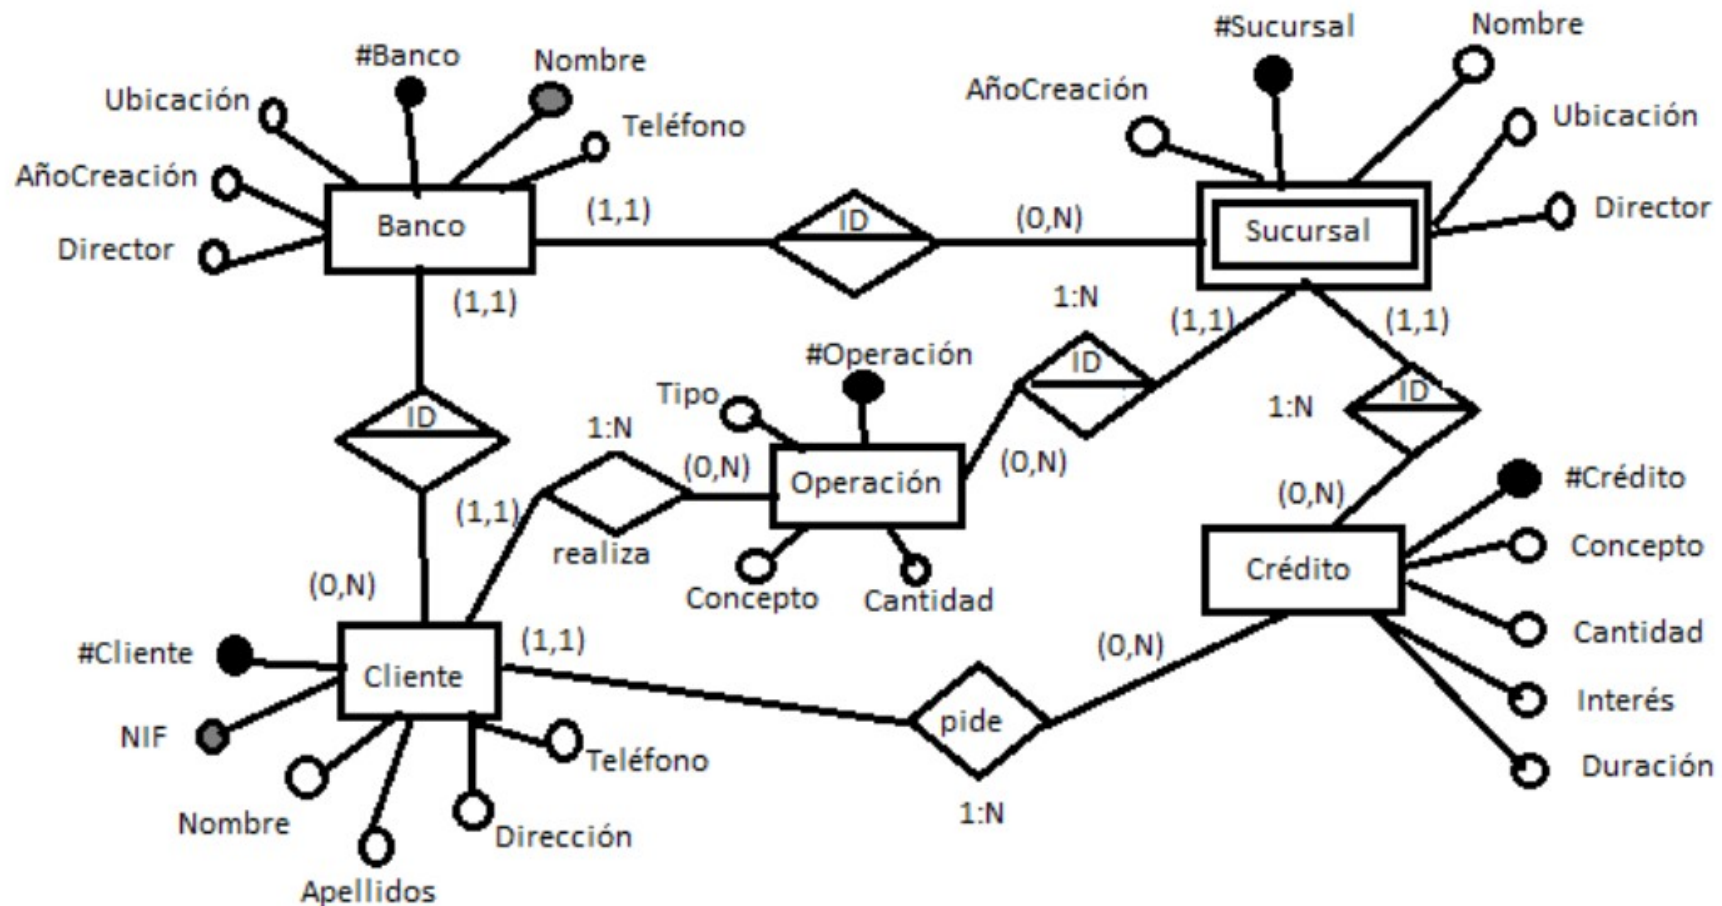 #Sucursal
Nombre
#Banco
Nombre
AñoCreación
Ubicación
Teléfono
Ubicación
AñoCreación
Director
Director
Banco
(1,1)
ID
(0,N)
Sucursal
(1,1)
1:N
(1,1)
(1,1)
#Operación
ID
Tipo
ID
1:N
ID
1:N
(0,N)
(0,N)
Operación
(1,1)
realiza
(0,N)
#Crédito
Concepto
Crédito
(0,N)
Concepto
Cantidad
#Cliente
(1,1)
(0,N)
Cantidad
Cliente
NIF
pide
Interés
Teléfono
Duración
Nombre
Dirección
1:N
Apellidos